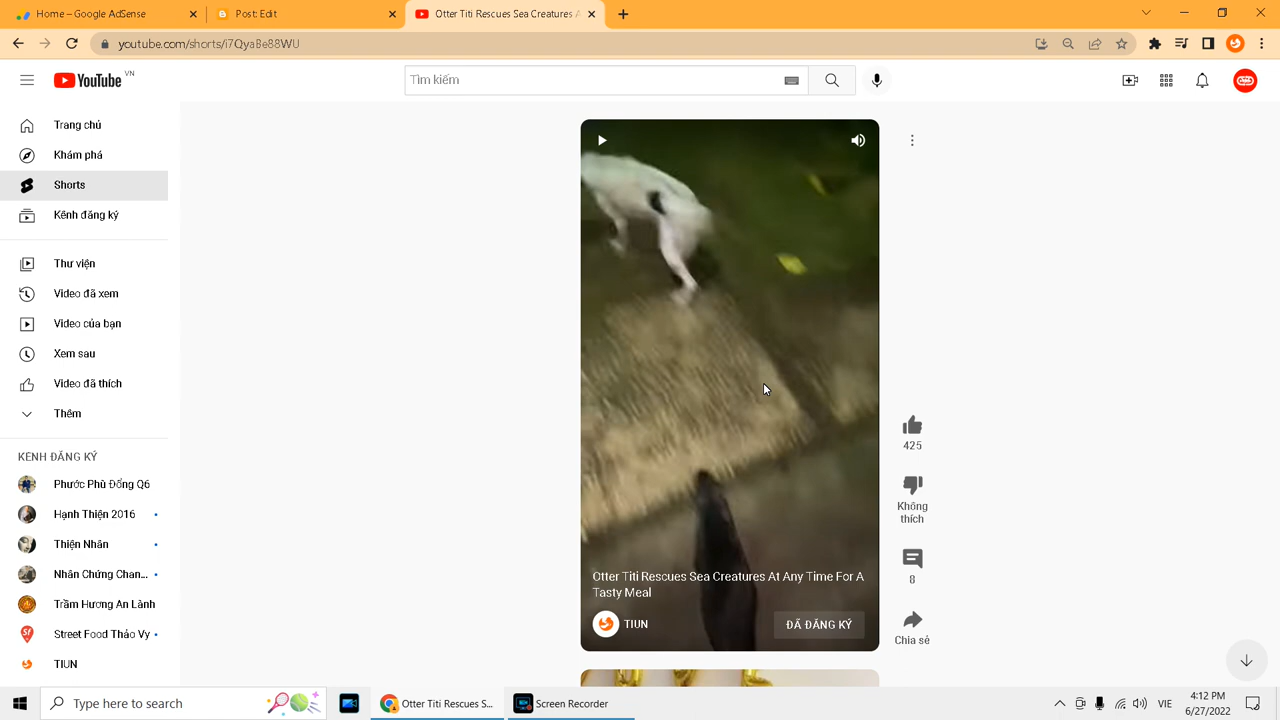 Home – Google AdSense
Post: Edit
Otter Titi Rescues Sea Creatures A
youtube.com/shorts/i7QyaBe88WU
YouTube VN
Tìm kiếm
Trang chủ
Khám phá
Shorts
Kênh đăng ký
Thư viện
Video đã xem
Video của bạn
Xem sau
Video đã thích
Thêm
KÊNH ĐĂNG KÝ
Phước Phù Đổng Q6
Hạnh Thiện 2016
Thiện Nhân
Nhân Chứng Chan...
Trầm Hương An Lành
Street Food Thảo Vy
TIUN
425
Không
thích
8
Chia sẻ
Otter Titi Rescues Sea Creatures At Any Time For A
Tasty Meal
TIUN
ĐÃ ĐĂNG KÝ
Type here to search
Otter Titi Rescues S...
Screen Recorder
VIE
4:12 PM
6/27/2022